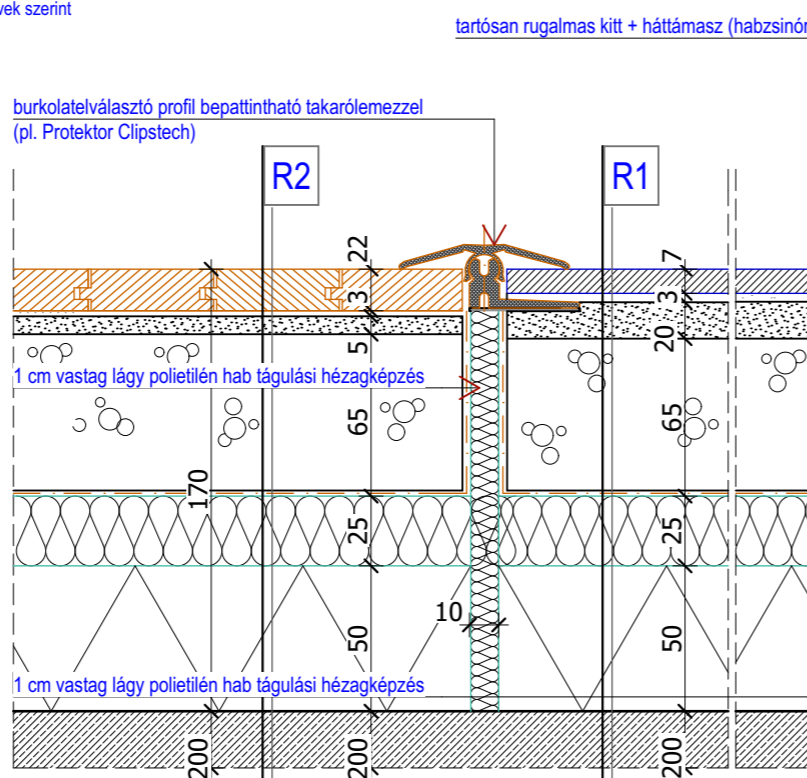 vek szerint
tartósan rugalmas kitt + háttámasz (habzsinór
burkolatelválasztó profil bepattintható takarólemezzel
(pl. Protektor Clipstech)
R2
R1
22
7
3
3
5
20
1 cm vastag lágy polietilén hab tágulási hézagképzés
65
65
170
25
25
10
50
50
1 cm vastag lágy polietilén hab tágulási hézagképzés
200
200
200